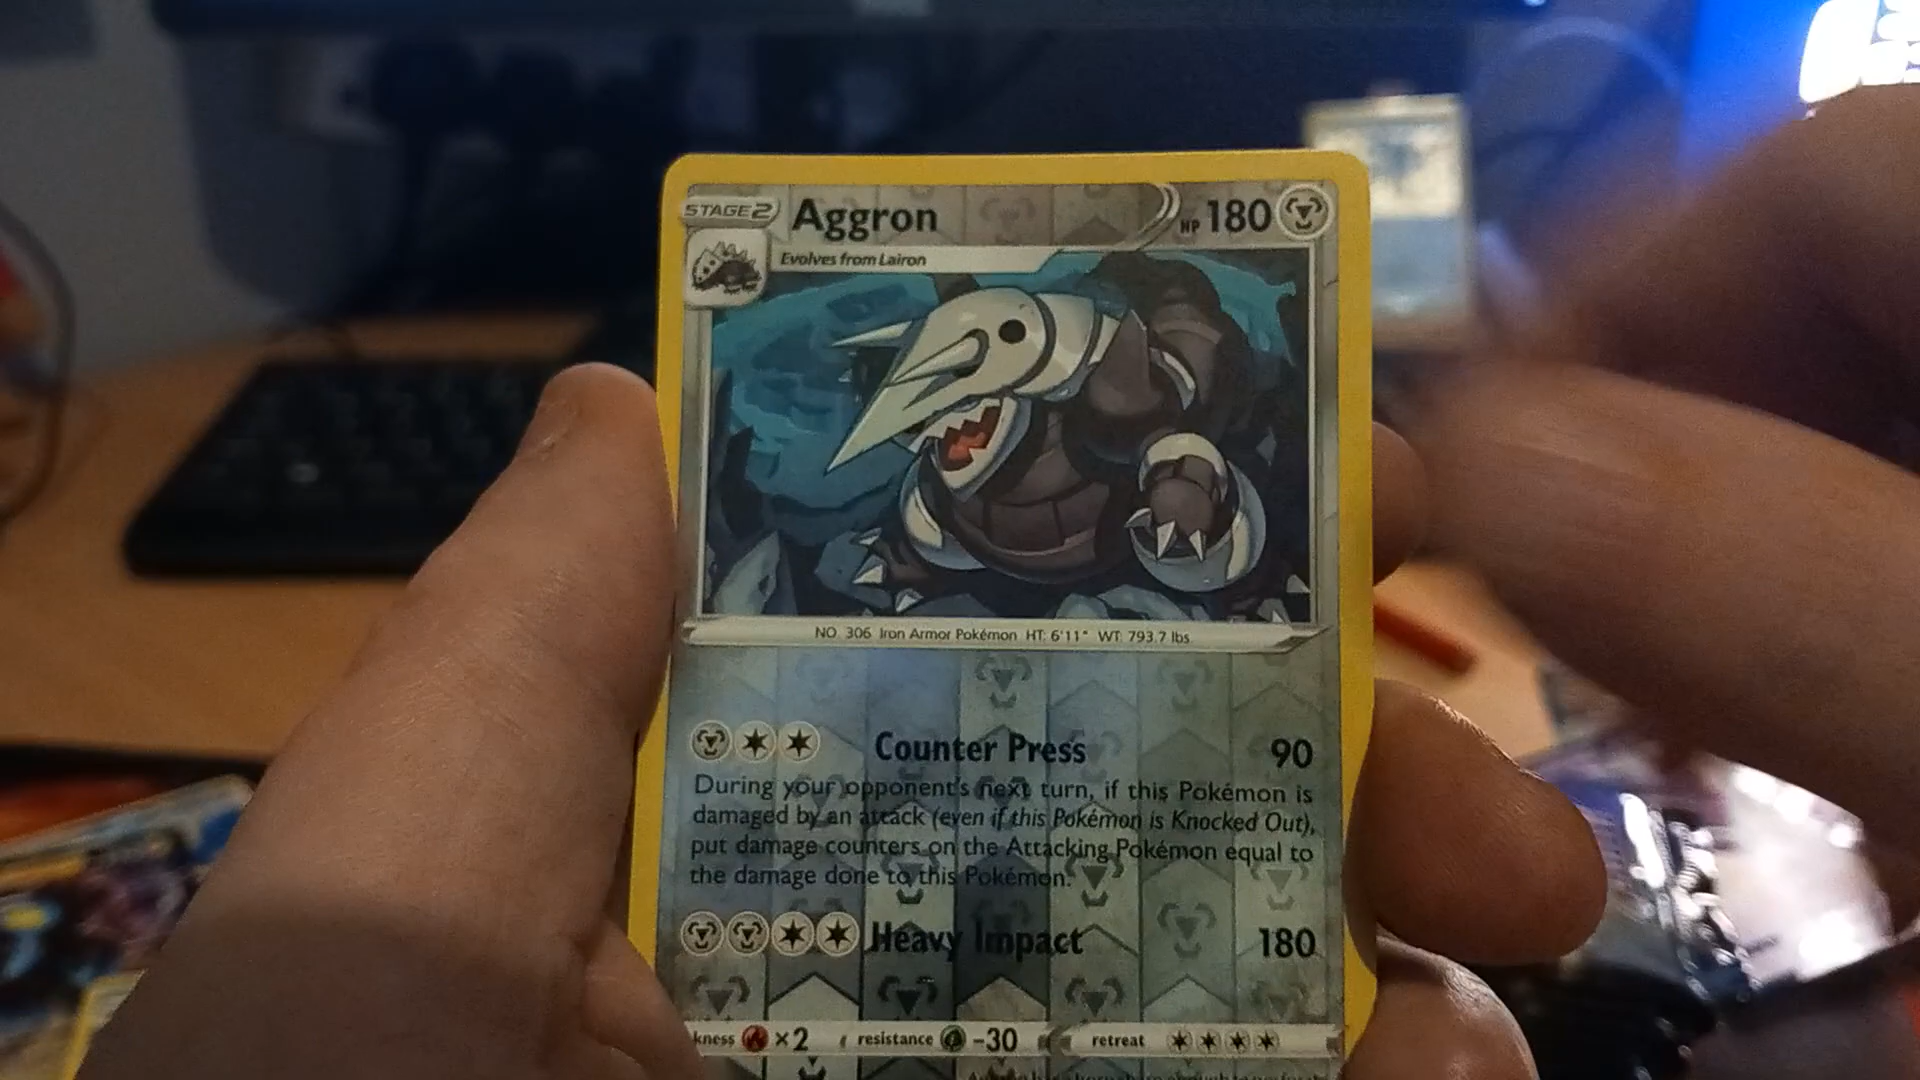 STAGE2 Aggron HP 180
Evolves from Lairon
NO. 306 Iron Armor Pokémon HT: 6'11" WT: 793.7 lbs.
Counter Press 90
During your opponent's next turn, if this Pokémon is
damaged by an attack (even if this Pokémon is Knocked Out),
put damage counters on the Attacking Pokémon equal to
the damage done to this Pokémon.
Heavy Impact 180
kness ×2 resistance -30 retreat